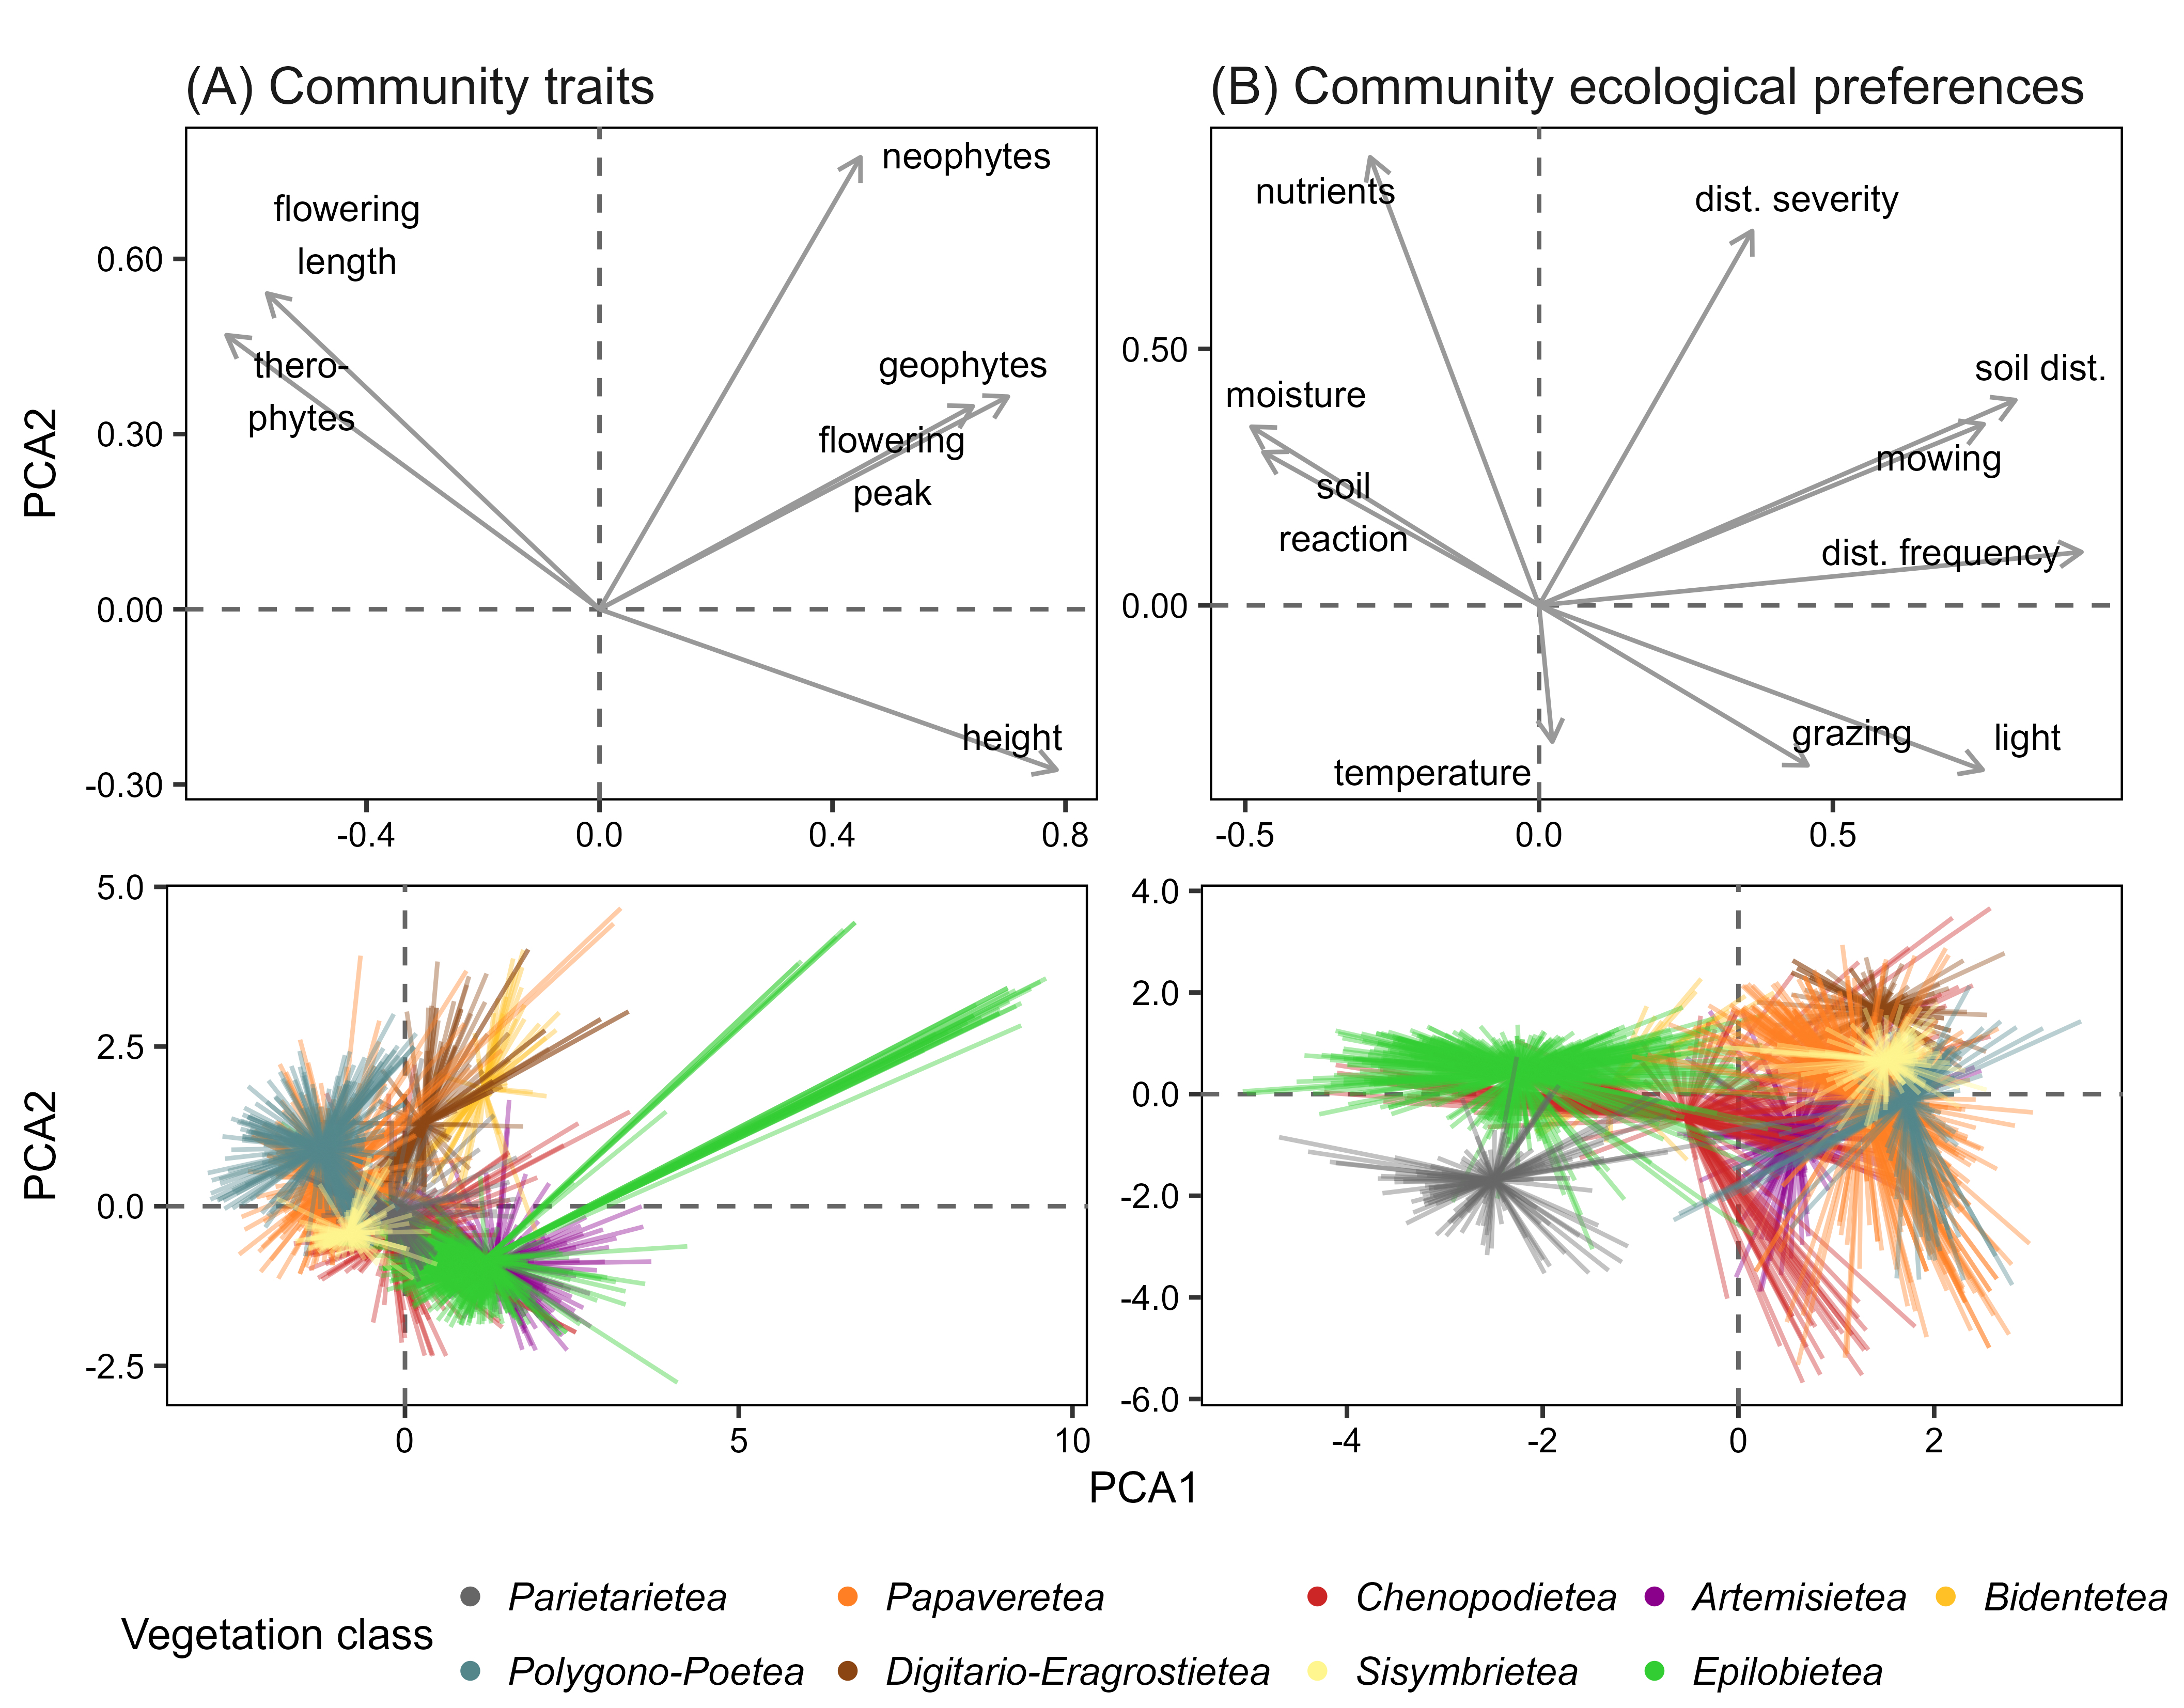 (A) Community traits
(B) Community ecological preferences
PCA2
0.60
0.30
0.00
-0.30
-0.4
0.0
0.4
0.8
neophytes
flowering
length
thero-
phytes
geophytes
flowering
peak
height
0.50
0.00
-0.5
0.0
0.5
nutrients
dist. severity
moisture
soil dist.
mowing
soil
reaction
dist. frequency
grazing
light
temperature
PCA2
5.0
2.5
0.0
-2.5
0
5
10
4.0
2.0
0.0
-2.0
-4.0
-6.0
-4
-2
0
2
PCA1
Vegetation class
Parietarietea
Papaveretea
Chenopodietea
Artemisietea
Bidentetea
Polygono-Poetea
Digitario-Eragrostietea
Sisymbrietea
Epilobietea